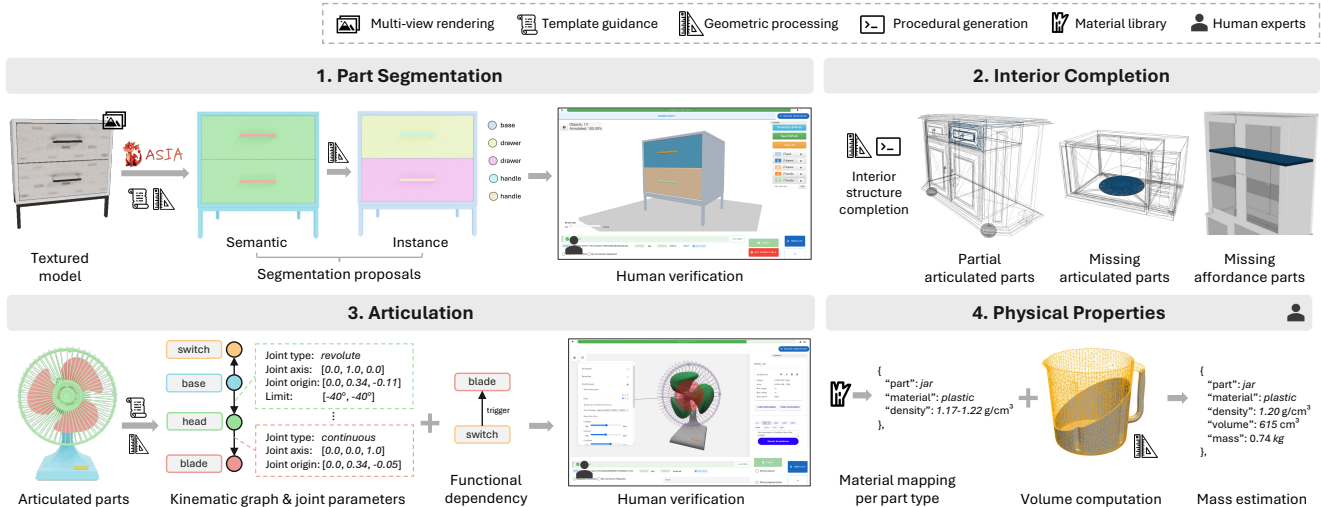 Multi-view rendering
Template guidance
Geometric processing
Procedural generation
Material library
Human experts
1. Part Segmentation
ASIA
Semantic
Instance
base
drawer
drawer
handle
handle
Textured
model
Segmentation proposals
Human verification
2. Interior Completion
Interior
structure
completion
Partial
articulated parts
Missing
articulated parts
Missing
affordance parts
3. Articulation
switch
base
head
blade
Joint type: revolute
Joint axis: [0.0, 1.0, 0.0]
Joint origin: [0.0, 0.34, -0.11]
Limit: [-40°, -40°]
Joint type: continuous
Joint axis: [0.0, 0.0, 1.0]
Joint origin: [0.0, 0.34, -0.05]
blade
trigger
switch
Articulated parts
Kinematic graph & joint parameters
Functional
dependency
Human verification
4. Physical Properties
{
"part": jar
"material": plastic
"density": 1.17-1.22 g/cm³
},
{
"part": jar
"material": plastic
"density": 1.20 g/cm³
"volume": 615 cm³
"mass": 0.74 kg
},
Material mapping
per part type
Volume computation
Mass estimation